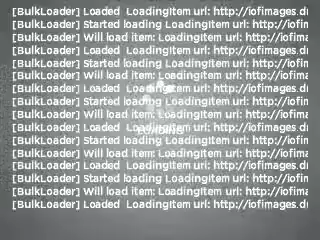 [BulkLoader] Loaded LoadingItem url: http://iofimages.d
[BulkLoader] Started loading LoadingItem url: http://iofi
[BulkLoader] Will load item: LoadingItem url: http://iofima
[BulkLoader] Loaded LoadingItem url: http://iofimages.d
[BulkLoader] Started loading LoadingItem url: http://iofi
[BulkLoader] Will load item: LoadingItem url: http://iofima
[BulkLoader] Loaded LoadingItem url: http://iofimages.d
[BulkLoader] Started loading LoadingItem url: http://iofi
[BulkLoader] Will load item: LoadingItem url: http://iofima
[BulkLoader] Loaded LoadingItem url: http://iofimages.d
[BulkLoader] Started loading LoadingItem url: http://iofi
[BulkLoader] Will load item: LoadingItem url: http://iofima
[BulkLoader] Loaded LoadingItem url: http://iofimages.d
[BulkLoader] Started loading LoadingItem url: http://iofi
[BulkLoader] Will load item: LoadingItem url: http://iofima
[BulkLoader] Loaded LoadingItem url: http://iofimages.d